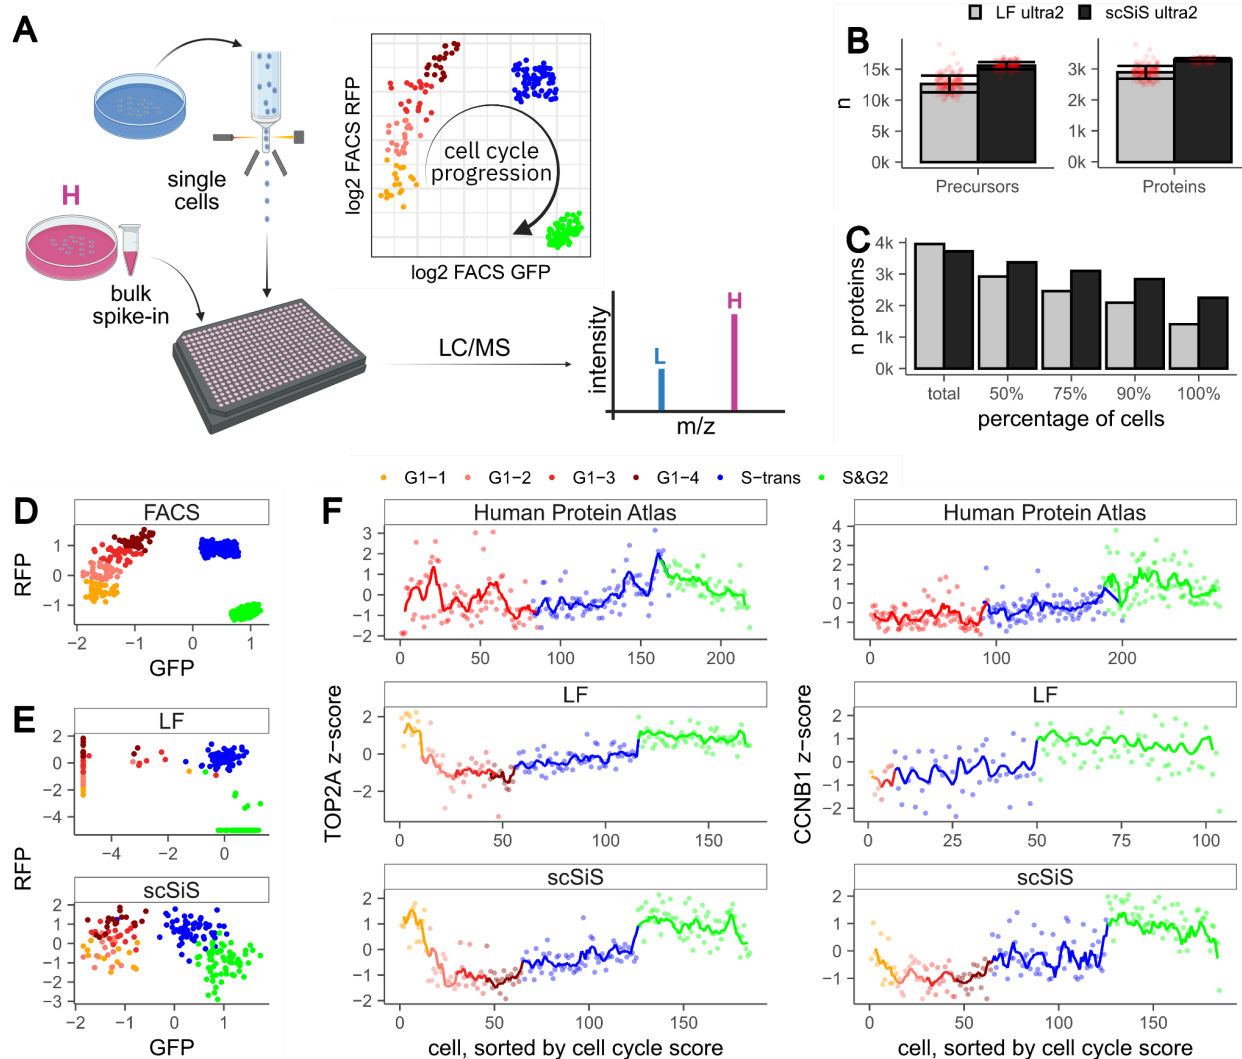 A
single
cells
H
bulk
spike-in
log2 FACS RFP
cell cycle
progression
log2 FACS GFP
LC/MS
intensity
L
H
m/z
LF ultra2 scSiS ultra2
B
n
15k
10k
5k
0k
Precursors
3k
2k
1k
0k
Proteins
C
n proteins
4k
3k
2k
1k
0k
total 50% 75% 90% 100%
percentage of cells
G1−1 G1−2 G1−3 G1−4 S−trans S&G2
D
FACS
RFP
1
0
−1
−2 −1 0 1
GFP
E
LF
2
0
−2
−4
−4 −2 0
RFP
scSiS
2
1
0
−1
−2
−3
−2 −1 0 1
GFP
F
Human Protein Atlas
3
2
1
0
−1
−2
0 50 100 150 200
Human Protein Atlas
4
3
2
1
0
−1
0 100 200
TOP2A z−score
LF
2
0
−2
0 50 100 150
CCNB1 z−score
LF
2
1
0
−1
−2
0 25 50 75 100
scSiS
2
1
0
−1
−2
0 50 100 150
cell, sorted by cell cycle score
scSiS
2
1
0
−1
0 50 100 150
cell, sorted by cell cycle score